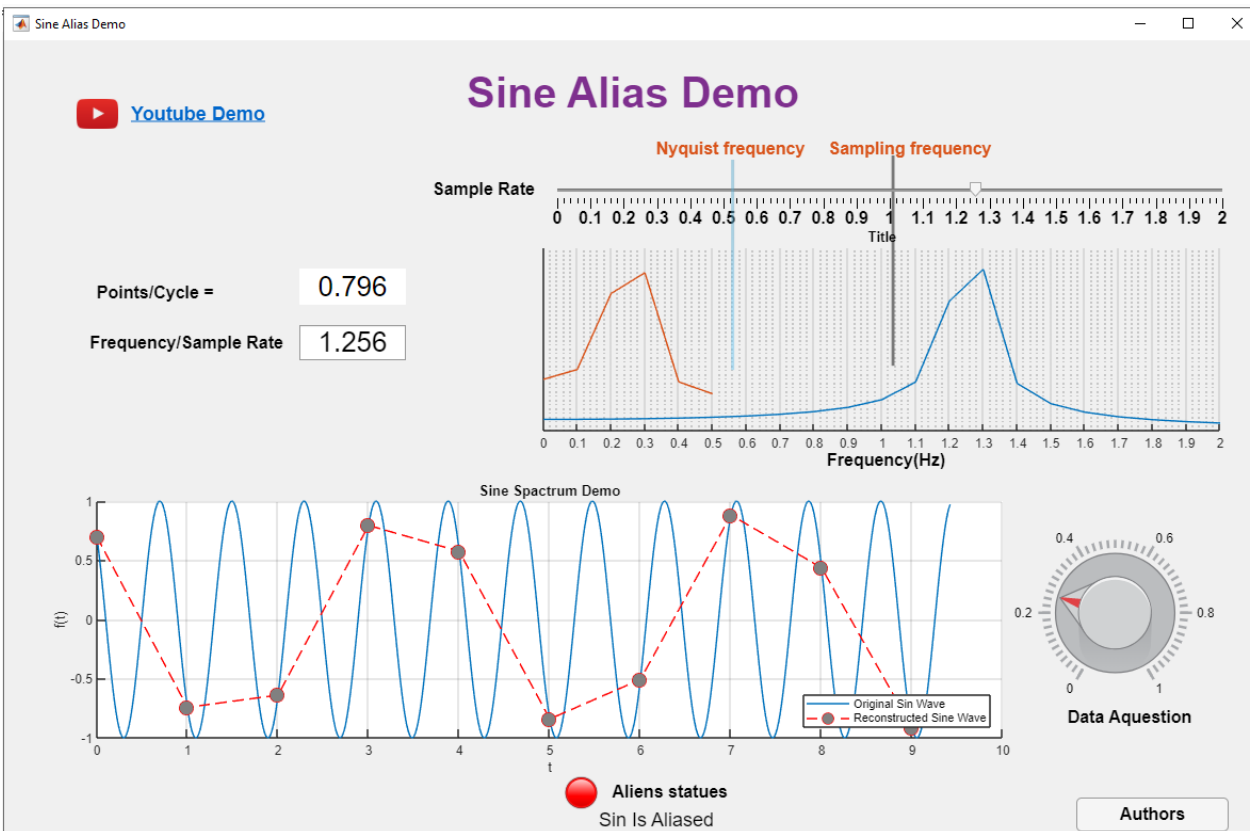 Sine Alias Demo
Sine Alias Demo
Youtube Demo
Nyquist frequency Sampling frequency
Sample Rate
0 0.1 0.2 0.3 0.4 0.5 0.6 0.7 0.8 0.9 1 1.1 1.2 1.3 1.4 1.5 1.6 1.7 1.8 1.9 2
Title
Points/Cycle = 0.796
Frequency/Sample Rate 1.256
0 0.1 0.2 0.3 0.4 0.5 0.6 0.7 0.8 0.9 1 1.1 1.2 1.3 1.4 1.5 1.6 1.7 1.8 1.9 2
Frequency(Hz)
Sine Spactrum Demo
1
0.5
0
-0.5
-1
f(t)
0 1 2 3 4 5 6 7 8 9 10
t
Original Sin Wave
Reconstructed Sine Wave
0.4 0.6
0.2 0.8
0 1
Data Aquestion
Aliens statues
Sin Is Aliased
Authors